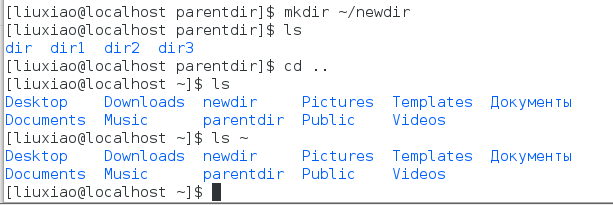 [liuxiao@localhost parentdir]$ mkdir ~/newdir
[liuxiao@localhost parentdir]$ ls
dir  dir1  dir2  dir3
[liuxiao@localhost parentdir]$ cd ..
[liuxiao@localhost ~]$ ls
Desktop    Downloads  newdir     Pictures  Templates  Документы
Documents  Music      parentdir  Public    Videos
[liuxiao@localhost ~]$ ls ~
Desktop    Downloads  newdir     Pictures  Templates  Документы
Documents  Music      parentdir  Public    Videos
[liuxiao@localhost ~]$